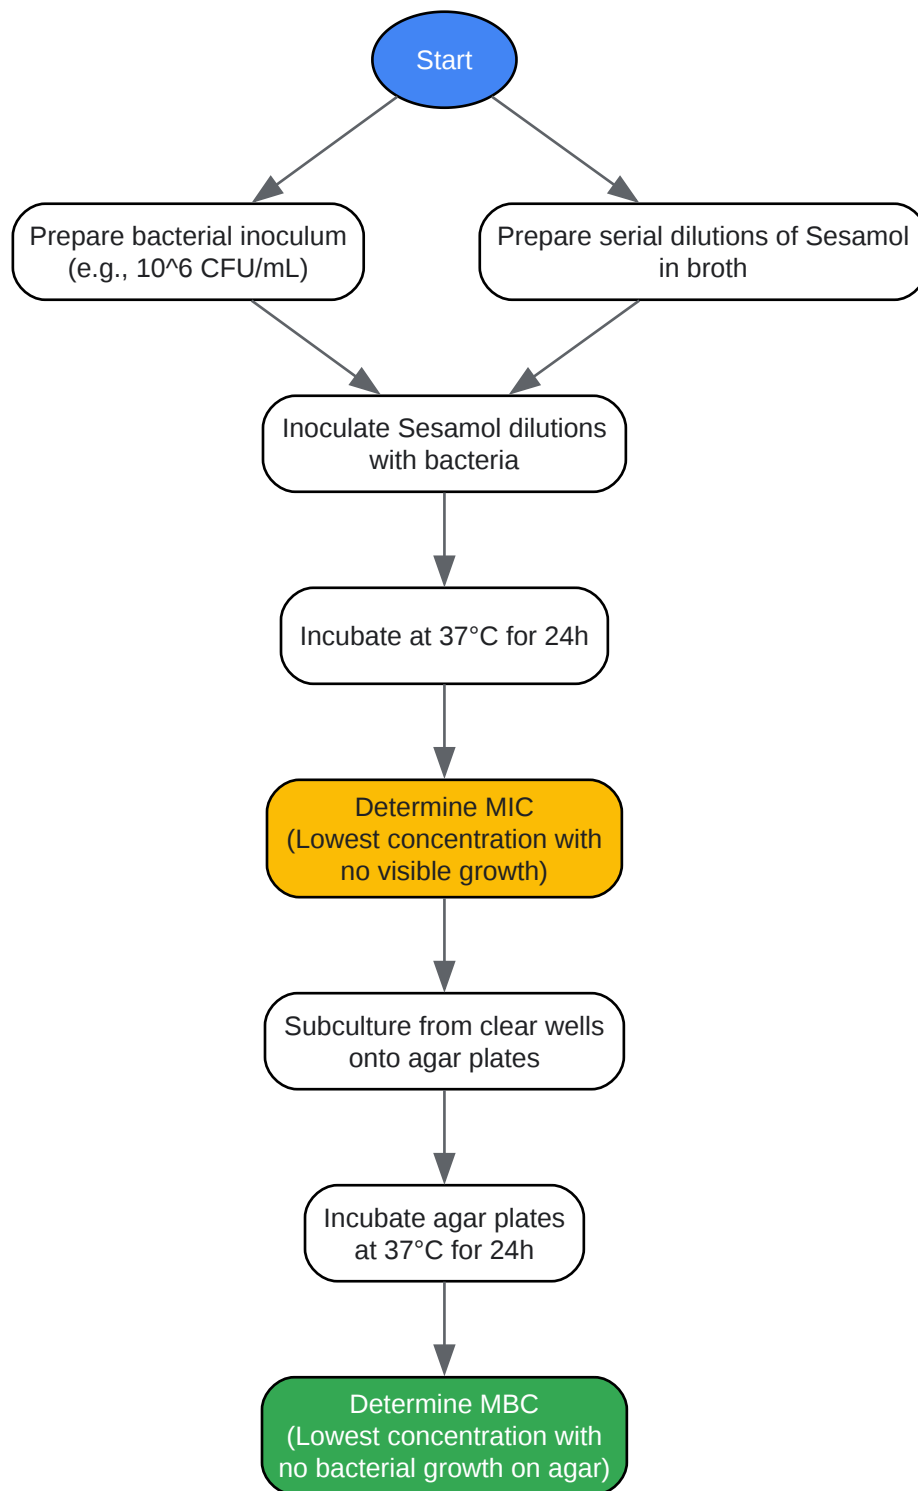 Start
Prepare bacterial inoculum
(e.g., 10^6 CFU/mL)
Prepare serial dilutions of Sesamol
in broth
Inoculate Sesamol dilutions
with bacteria
Incubate at 37°C for 24h
Determine MIC
(Lowest concentration with
no visible growth)
Subculture from clear wells
onto agar plates
Incubate agar plates
at 37°C for 24h
Determine MBC
(Lowest concentration with
no bacterial growth on agar)